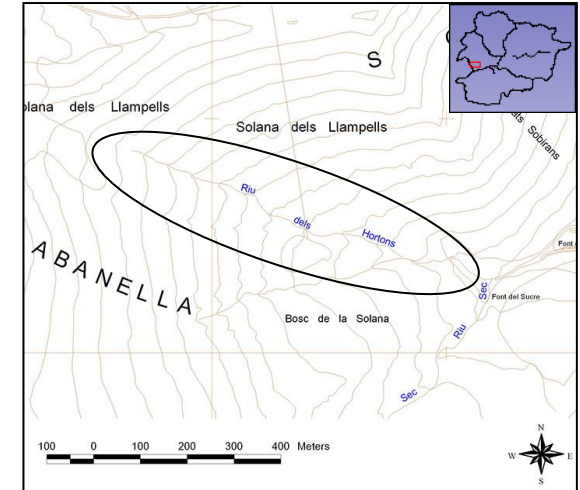 S
olana dels Llampells
Solana dels Llampells
ats Sobirans
Riu
dels
Hortons
Font
ABANELLA
Sec
Font del Sucre
Bosc de la Solana
Riu
Sec
100 0 100 200 300 400 Meters
N
W E
S